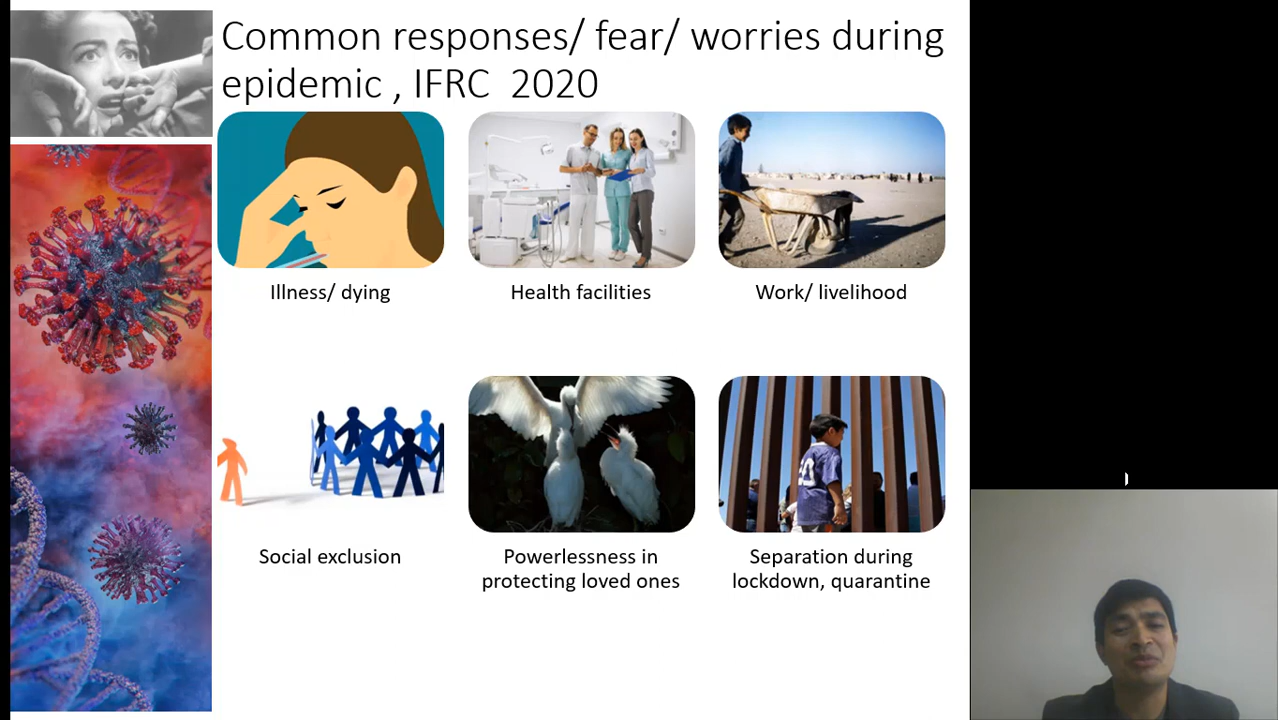 Common responses/ fear/ worries during
epidemic , IFRC 2020
Illness/ dying
Health facilities
Work/ livelihood
Social exclusion
Powerlessness in
protecting loved ones
Separation during
lockdown, quarantine